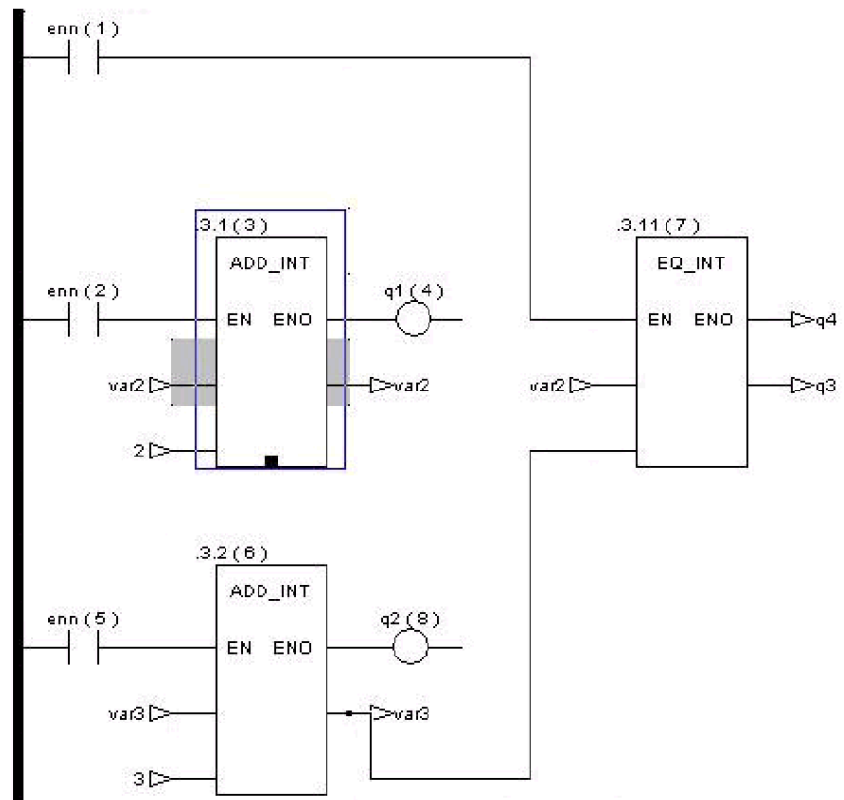 enn(1)
.3.1(3)
.3.11(7)
ADD_INT
EQ_INT
enn(2)
q1(4)
EN ENO
EN ENO
q4
var2
var2
var2
q3
2
.3.2(6)
ADD_INT
enn(5)
q2(8)
EN ENO
var3
var3
3